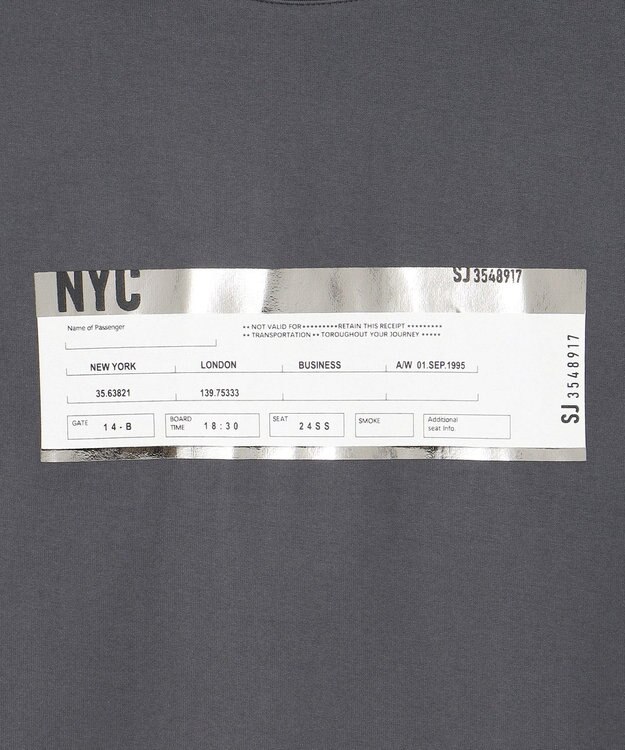 NYC
SJ 3548917
Name of Passenger
•• NOT VALID FOR •••••••••RETAIN THIS RECEIPT •••••••••
•• TRANSPORTATION •• TOROUGHOUT YOUR JOURNEY •••••
NEW YORK LONDON BUSINESS A/W 01.SEP.1995
35.63821 139.75333
GATE 14-B BOARD TIME 18:30 SEAT 24SS SMOKE Additional
seat Info.
SJ 3548917